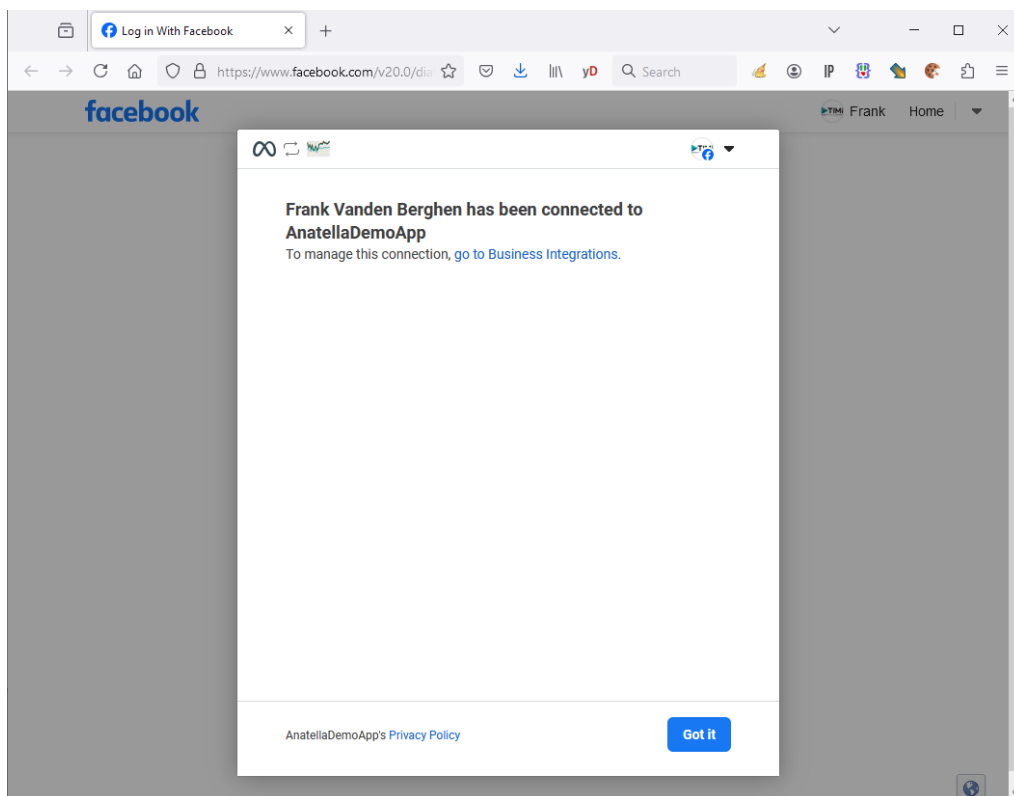 Log in With Facebook
https://www.facebook.com/v20.0/dia
yD
Search
IP
facebook
TIMi Frank Home
Frank Vanden Berghen has been connected to
AnatellaDemoApp
To manage this connection, go to Business Integrations.
AnatellaDemoApp's Privacy Policy
Got it